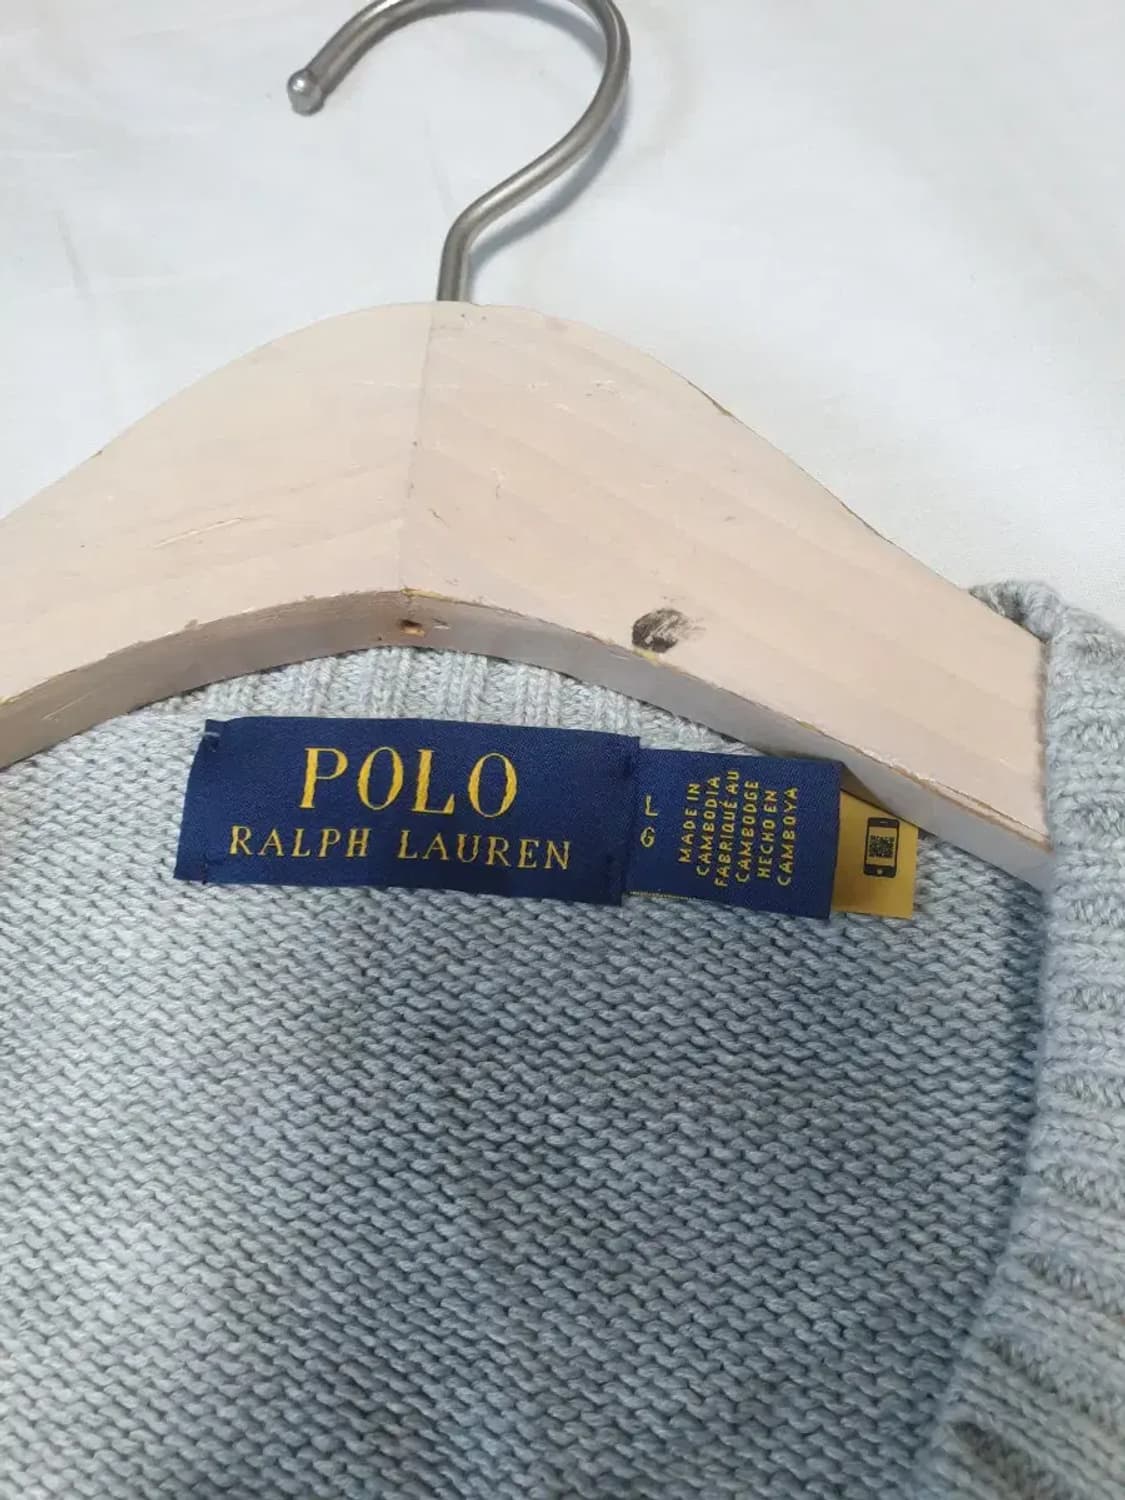 POLO
RALPH LAUREN
L
G
MADE IN
CAMBODIA
FABRIQUÉ AU
CAMBODGE
HECHO EN
CAMBOYA